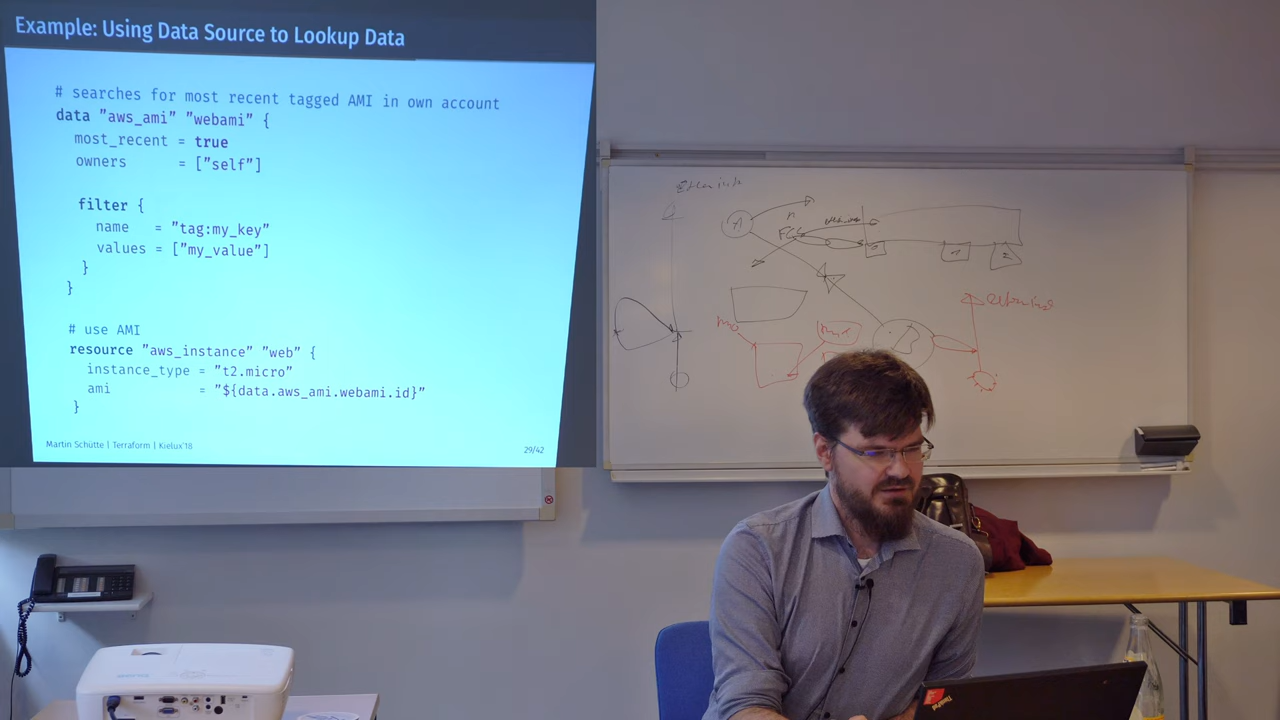 Example: Using Data Source to Lookup Data
# searches for most recent tagged AMI in own account
data "aws_ami" "webami" {
most_recent = true
owners = ["self"]
filter {
name = "tag:my_key"
values = ["my_value"]
}
}
# use AMI
resource "aws_instance" "web" {
instance_type = "t2.micro"
ami = "${data.aws_ami.webami.id}"
}
Martin Schütte | Terraform | Kielux'18
29/42
A
n
B
ThinkPad